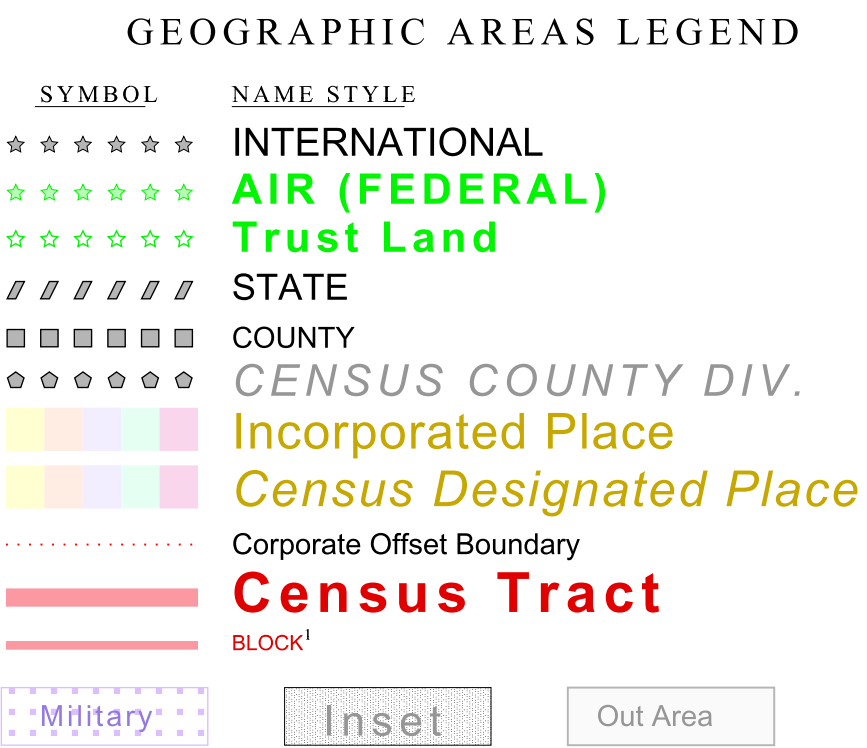 GEOGRAPHIC AREAS LEGEND
SYMBOL NAME STYLE
INTERNATIONAL
AIR (FEDERAL)
Trust Land
STATE
COUNTY
CENSUS COUNTY DIV.
Incorporated Place
Census Designated Place
Corporate Offset Boundary
Census Tract
BLOCK¹
Military Inset Out Area